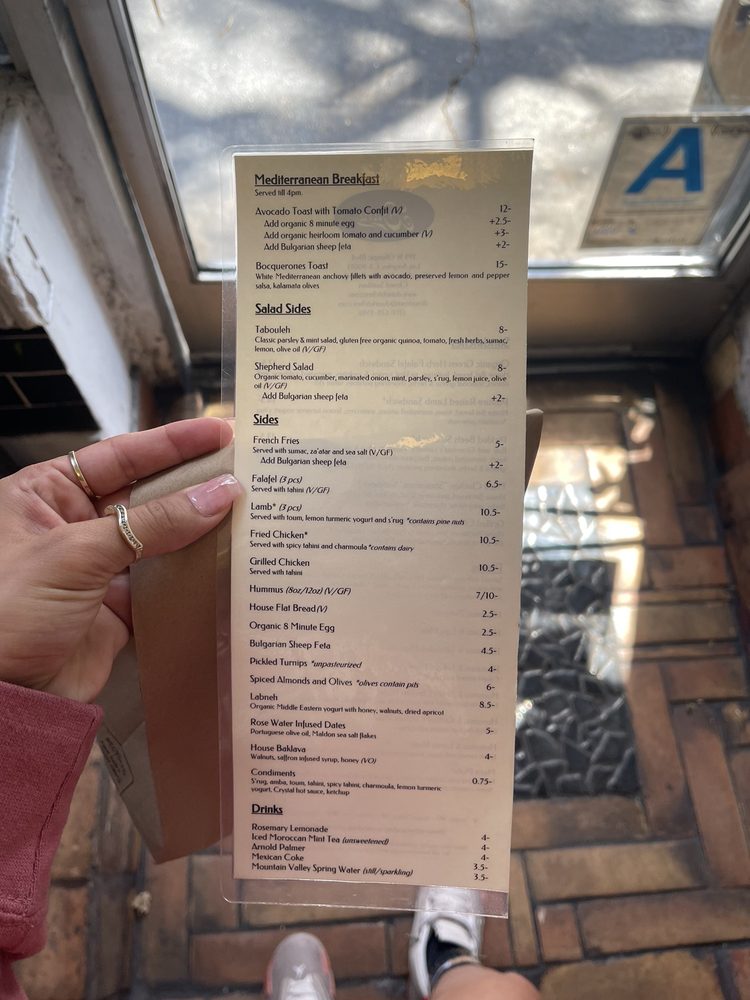 Mediterranean Breakfast
Served till 4pm.
Avocado Toast with Tomato Confit (V) 12-
Add organic 8 minute egg +2.5-
Add organic heirloom tomato and cucumber (V) +3-
Add Bulgarian sheep feta +2-
Bocquerones Toast 15-
White Mediterranean anchovy fillets with avocado, preserved lemon and pepper
salsa, kalamata olives
Salad Sides
Tabouleh 8-
Classic parsley & mint salad, gluten free organic quinoa, tomato, fresh herbs, sumac,
lemon, olive oil (V/GF)
Shepherd Salad 8-
Organic tomato, cucumber, marinated onion, mint, parsley, s'rug, lemon juice, olive
oil (V/GF)
Add Bulgarian sheep feta +2-
Sides
French Fries 5-
Served with sumac, za'atar and sea salt (V/GF)
Add Bulgarian sheep feta +2-
Falafel (3 pcs) 6.5-
Served with tahini (V/GF)
Lamb* (3 pcs) 10.5-
Served with toum, lemon turmeric yogurt and s'rug *contains pine nuts
Fried Chicken* 10.5-
Served with spicy tahini and charmoula *contains dairy
Grilled Chicken 10.5-
Served with tahini
Hummus (8oz/12oz) (V/GF) 7/10-
House Flat Bread(V) 2.5-
Organic 8 Minute Egg 2.5-
Bulgarian Sheep Feta 4.5-
Pickled Turnips *unpasteurized 4-
Spiced Almonds and Olives *olives contain pits 6-
Labneh 8.5-
Organic Middle Eastern yogurt with honey, walnuts, dried apricot
Rose Water Infused Dates 5-
Portuguese olive oil, Maldon sea salt flakes
House Baklava 4-
Walnuts, saffron infused syrup, honey (VO)
Condiments 0.75-
S'rug, amba, toum, tahini, spicy tahini, charmoula, lemon turmeric
yogurt, Crystal hot sauce, ketchup
Drinks
Rosemary Lemonade 4-
Iced Moroccan Mint Tea (unsweetened) 4-
Arnold Palmer 4-
Mexican Coke 3.5-
Mountain Valley Spring Water (still/sparkling) 3.5-
A